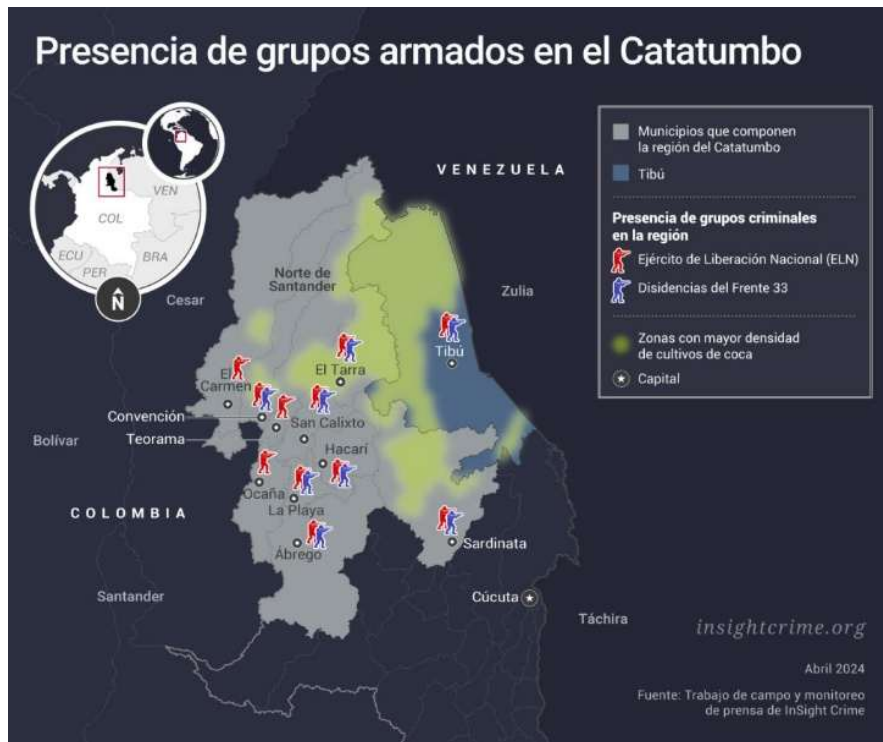 Presencia de grupos armados en el Catatumbo
VEN
COL
ECU
PER
BRA
N
VENEZUELA
Norte de
Santander
Cesar
Zulia
Tibú
El
Carmen
El Tarra
Convención
Teorama
San Calixto
Bolívar
Hacarí
Ocaña
La Playa
COLOMBIA
Ábrego
Sardinata
Santander
Cúcuta
Táchira
Municipios que componen
la región del Catatumbo
Tibú
Presencia de grupos criminales
en la región
Ejército de Liberación Nacional (ELN)
Disidencias del Frente 33
Zonas con mayor densidad
de cultivos de coca
Capital
insightcrime.org
Abril 2024
Fuente: Trabajo de campo y monitoreo
de prensa de InSight Crime